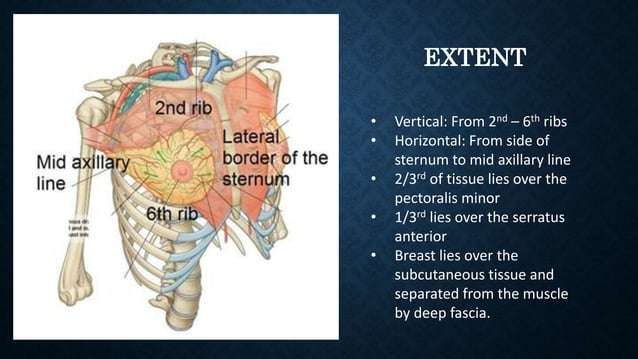 EXTENT
2nd rib
Mid axillary
line
Lateral
border of the
sternum
6th rib
• Vertical: From 2nd – 6th ribs
• Horizontal: From side of
sternum to mid axillary line
• 2/3rd of tissue lies over the
pectoralis minor
• 1/3rd lies over the serratus
anterior
• Breast lies over the
subcutaneous tissue and
separated from the muscle
by deep fascia.